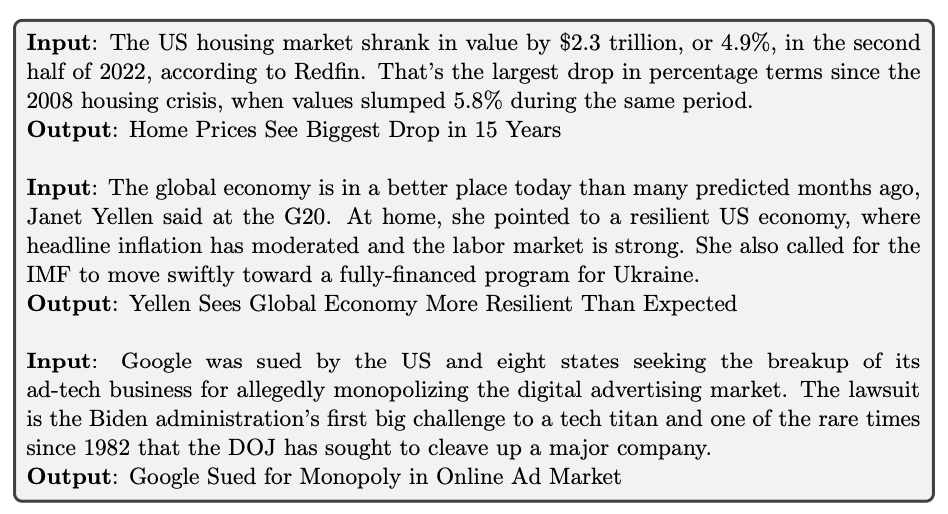 Input: The US housing market shrank in value by $2.3 trillion, or 4.9%, in the second
half of 2022, according to Redfin. That's the largest drop in percentage terms since the
2008 housing crisis, when values slumped 5.8% during the same period.
Output: Home Prices See Biggest Drop in 15 Years
Input: The global economy is in a better place today than many predicted months ago,
Janet Yellen said at the G20. At home, she pointed to a resilient US economy, where
headline inflation has moderated and the labor market is strong. She also called for the
IMF to move swiftly toward a fully-financed program for Ukraine.
Output: Yellen Sees Global Economy More Resilient Than Expected
Input: Google was sued by the US and eight states seeking the breakup of its
ad-tech business for allegedly monopolizing the digital advertising market. The lawsuit
is the Biden administration's first big challenge to a tech titan and one of the rare times
since 1982 that the DOJ has sought to cleave up a major company.
Output: Google Sued for Monopoly in Online Ad Market